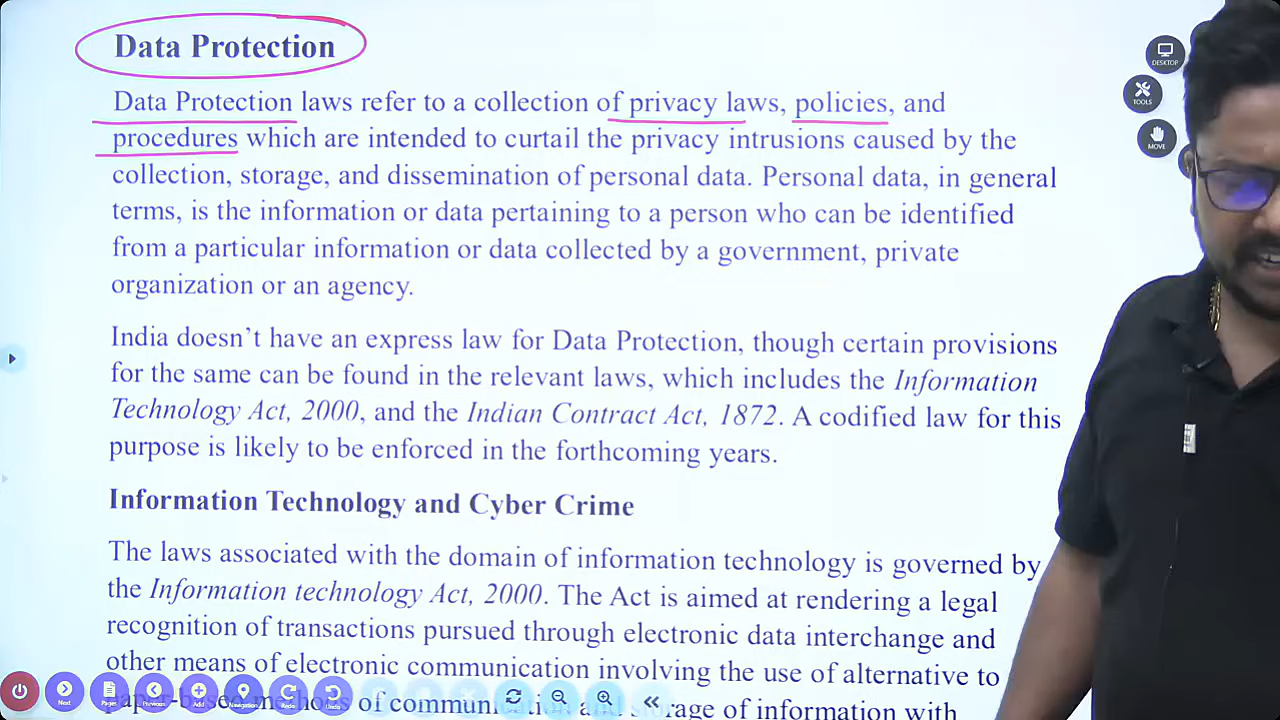 Data Protection
Data Protection laws refer to a collection of privacy laws, policies, and
procedures which are intended to curtail the privacy intrusions caused by the
collection, storage, and dissemination of personal data. Personal data, in general
terms, is the information or data pertaining to a person who can be identified
from a particular information or data collected by a government, private
organization or an agency.
India doesn't have an express law for Data Protection, though certain provisions
for the same can be found in the relevant laws, which includes the Information
Technology Act, 2000, and the Indian Contract Act, 1872. A codified law for this
purpose is likely to be enforced in the forthcoming years.
Information Technology and Cyber Crime
The laws associated with the domain of information technology is governed by
the Information technology Act, 2000. The Act is aimed at rendering a legal
recognition of transactions pursued through electronic data interchange and
other means of electronic communication involving the use of alternative to
of information with
DESKTOP
TOOLS
MOVE
Next
Pages
Previous
Add
Navigation
Redo
Undo